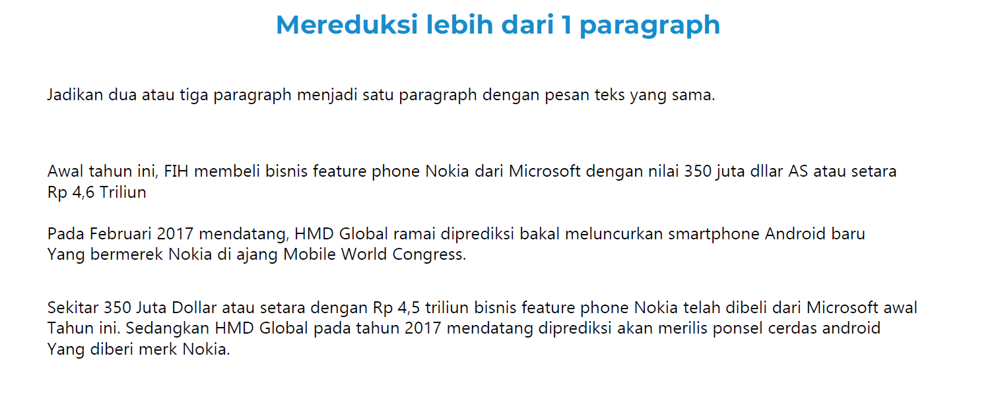 Mereduksi lebih dari 1 paragraph
Jadikan dua atau tiga paragraph menjadi satu paragraph dengan pesan teks yang sama.
Awal tahun ini, FIH membeli bisnis feature phone Nokia dari Microsoft dengan nilai 350 juta dllar AS atau setara
Rp 4,6 Triliun
Pada Februari 2017 mendatang, HMD Global ramai diprediksi bakal meluncurkan smartphone Android baru
Yang bermerek Nokia di ajang Mobile World Congress.
Sekitar 350 Juta Dollar atau setara dengan Rp 4,5 triliun bisnis feature phone Nokia telah dibeli dari Microsoft awal
Tahun ini. Sedangkan HMD Global pada tahun 2017 mendatang diprediksi akan merilis ponsel cerdas android
Yang diberi merk Nokia.